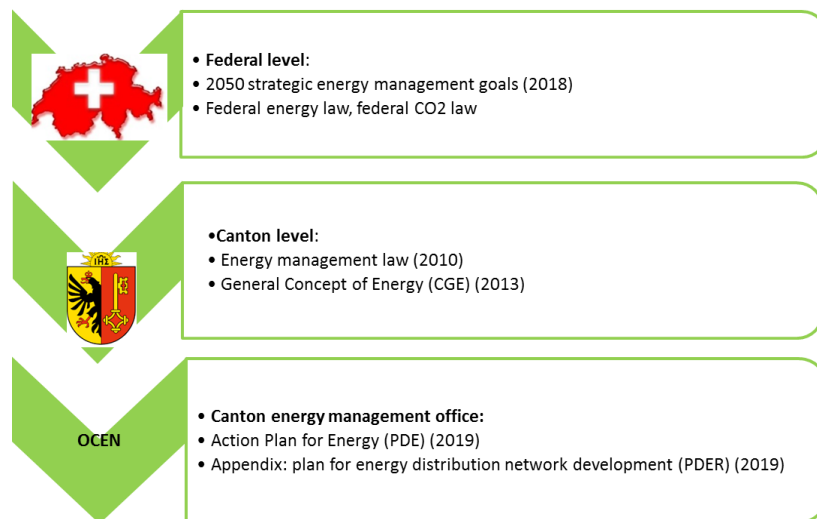 • Federal level:
• 2050 strategic energy management goals (2018)
• Federal energy law, federal CO2 law
•Canton level:
• Energy management law (2010)
• General Concept of Energy (CGE) (2013)
IHΣ
OCEN
• Canton energy management office:
• Action Plan for Energy (PDE) (2019)
• Appendix: plan for energy distribution network development (PDER) (2019)